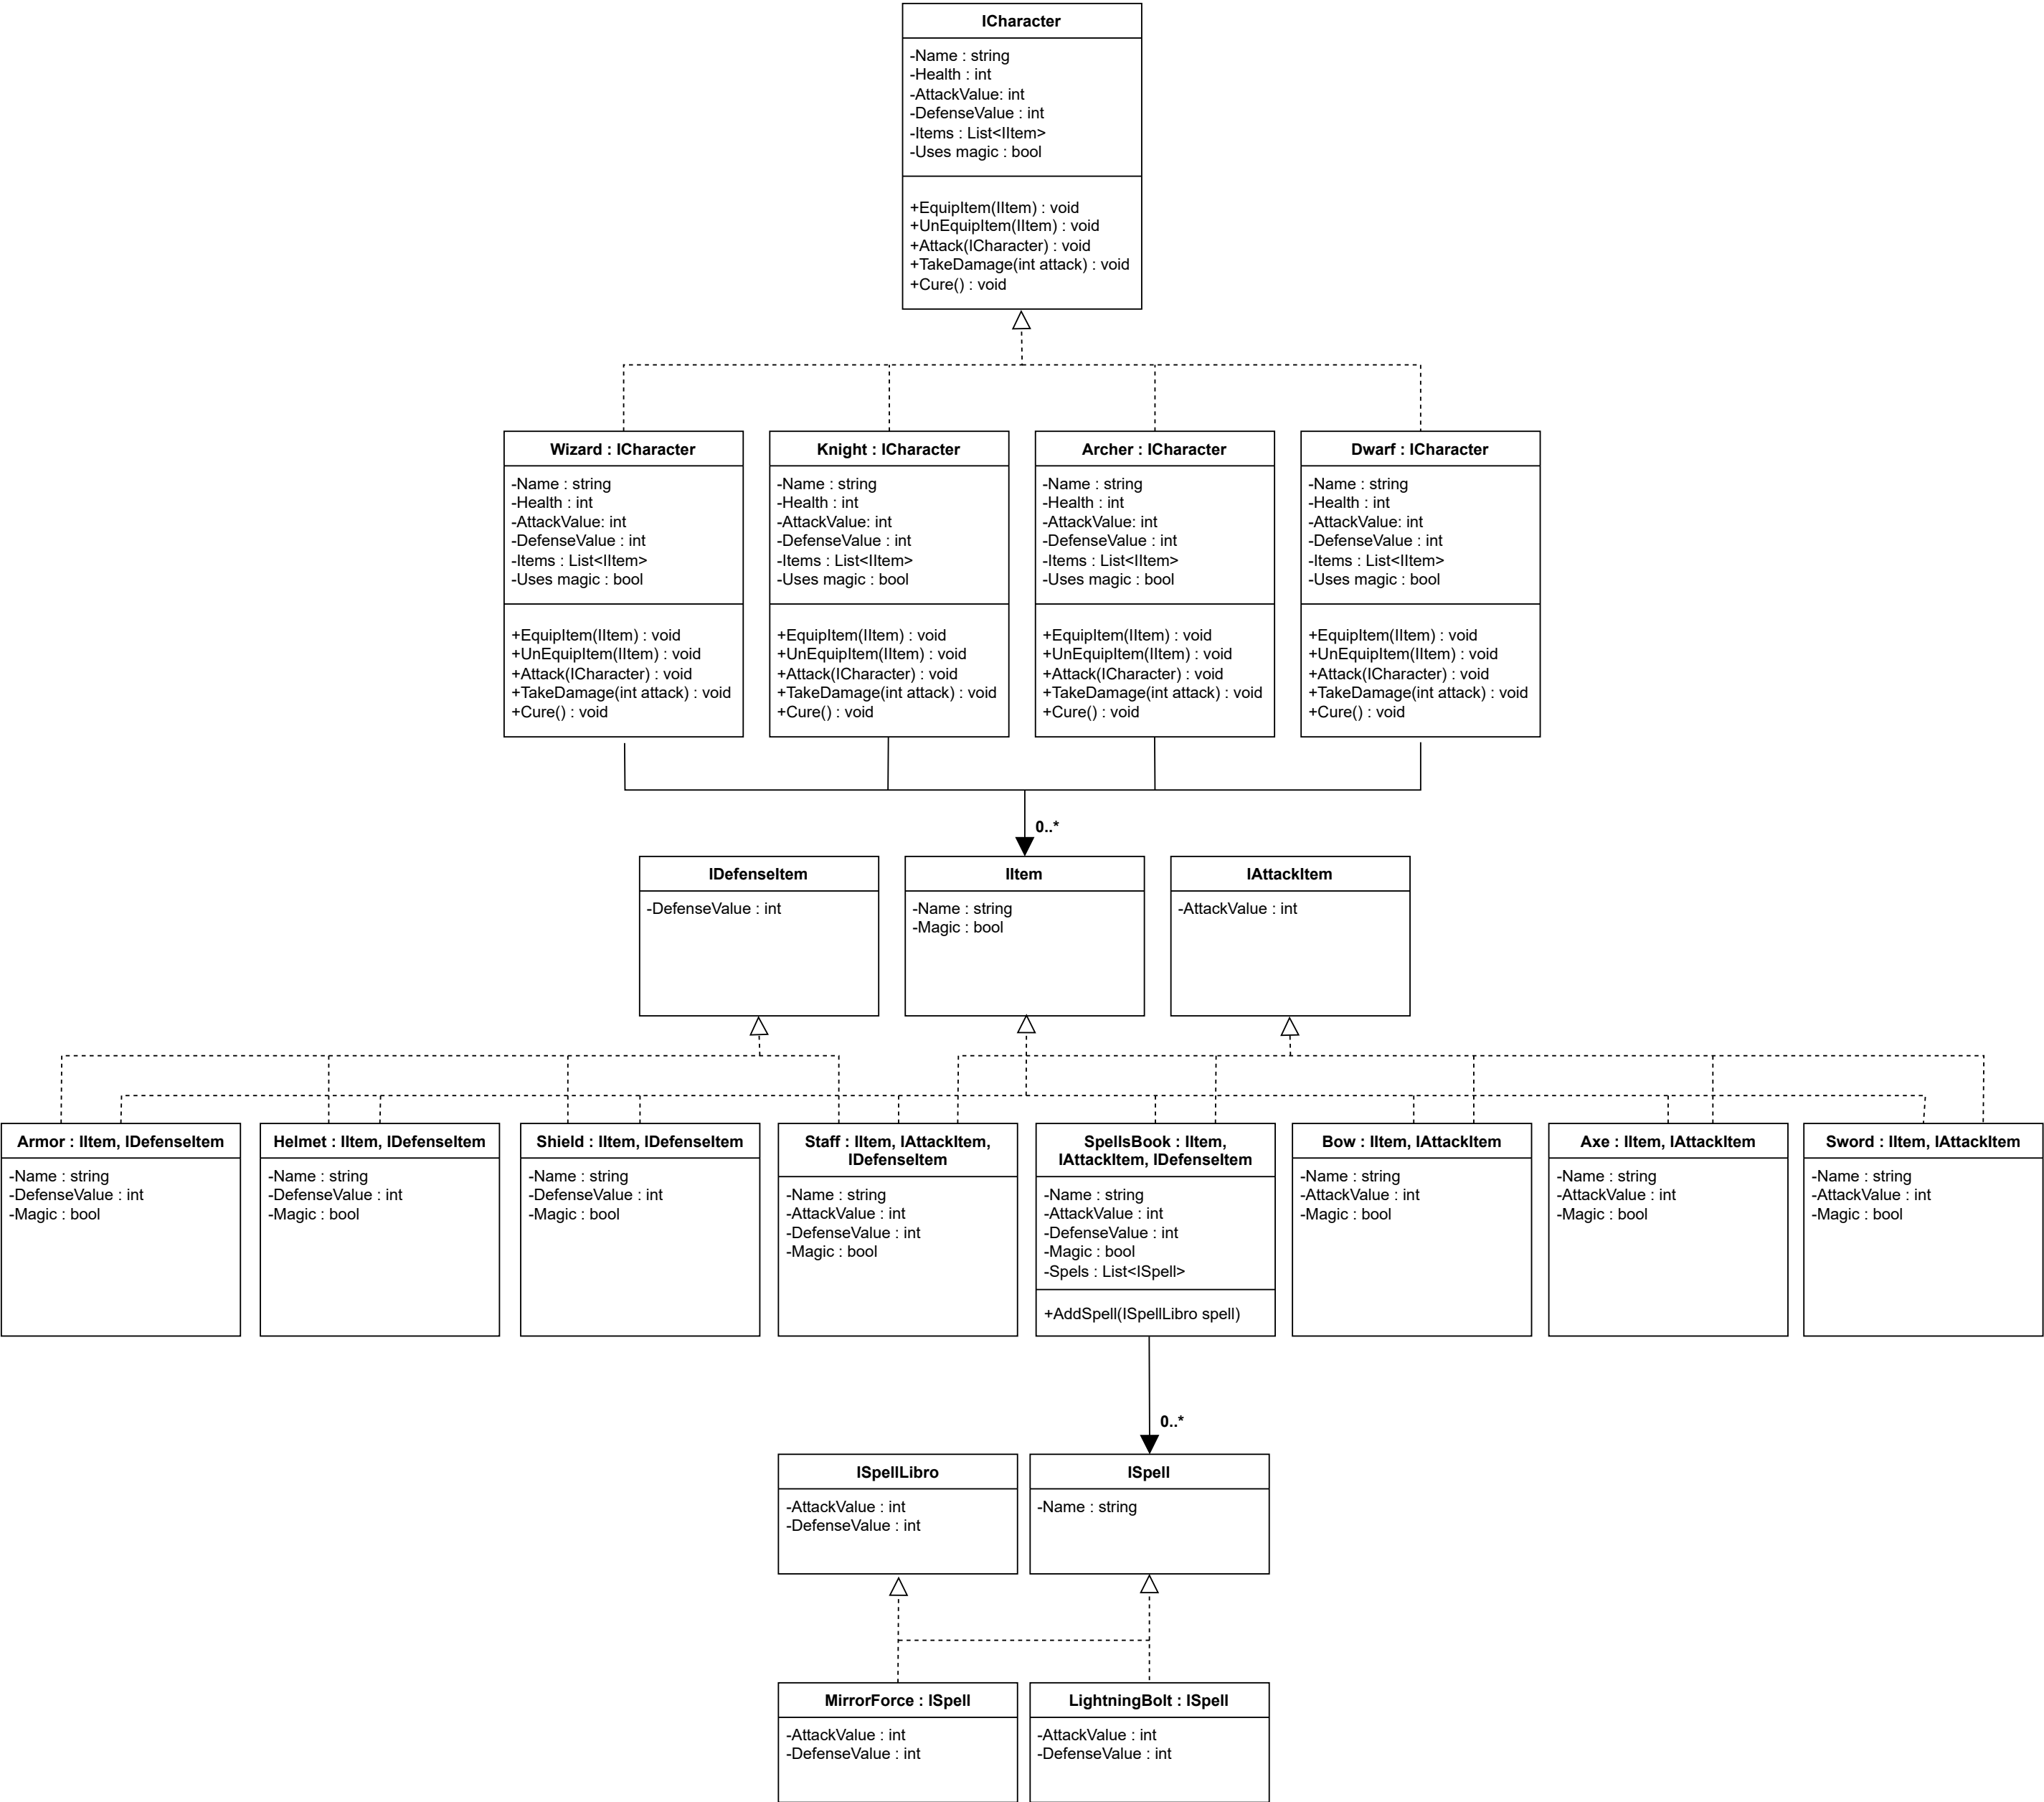 ICharacter
-Name : string
-Health : int
-AttackValue: int
-DefenseValue : int
-Items : List<IItem>
-Uses magic : bool
+EquipItem(IItem) : void
+UnEquipItem(IItem) : void
+Attack(ICharacter) : void
+TakeDamage(int attack) : void
+Cure() : void
Wizard : ICharacter
-Name : string
-Health : int
-AttackValue: int
-DefenseValue : int
-Items : List<IItem>
-Uses magic : bool
+EquipItem(IItem) : void
+UnEquipItem(IItem) : void
+Attack(ICharacter) : void
+TakeDamage(int attack) : void
+Cure() : void
Knight : ICharacter
-Name : string
-Health : int
-AttackValue: int
-DefenseValue : int
-Items : List<IItem>
-Uses magic : bool
+EquipItem(IItem) : void
+UnEquipItem(IItem) : void
+Attack(ICharacter) : void
+TakeDamage(int attack) : void
+Cure() : void
Archer : ICharacter
-Name : string
-Health : int
-AttackValue: int
-DefenseValue : int
-Items : List<IItem>
-Uses magic : bool
+EquipItem(IItem) : void
+UnEquipItem(IItem) : void
+Attack(ICharacter) : void
+TakeDamage(int attack) : void
+Cure() : void
Dwarf : ICharacter
-Name : string
-Health : int
-AttackValue: int
-DefenseValue : int
-Items : List<IItem>
-Uses magic : bool
+EquipItem(IItem) : void
+UnEquipItem(IItem) : void
+Attack(ICharacter) : void
+TakeDamage(int attack) : void
+Cure() : void
0..*
IDefenseItem
-DefenseValue : int
IItem
-Name : string
-Magic : bool
IAttackItem
-AttackValue : int
Armor : IItem, IDefenseItem
-Name : string
-DefenseValue : int
-Magic : bool
Helmet : IItem, IDefenseItem
-Name : string
-DefenseValue : int
-Magic : bool
Shield : IItem, IDefenseItem
-Name : string
-DefenseValue : int
-Magic : bool
Staff : IItem, IAttackItem,
IDefenseItem
-Name : string
-AttackValue : int
-DefenseValue : int
-Magic : bool
SpellsBook : IItem,
IAttackItem, IDefenseItem
-Name : string
-AttackValue : int
-DefenseValue : int
-Magic : bool
-Spels : List<ISpell>
+AddSpell(ISpellLibro spell)
Bow : IItem, IAttackItem
-Name : string
-AttackValue : int
-Magic : bool
Axe : IItem, IAttackItem
-Name : string
-AttackValue : int
-Magic : bool
Sword : IItem, IAttackItem
-Name : string
-AttackValue : int
-Magic : bool
0..*
ISpellLibro
-AttackValue : int
-DefenseValue : int
ISpell
-Name : string
MirrorForce : ISpell
-AttackValue : int
-DefenseValue : int
LightningBolt : ISpell
-AttackValue : int
-DefenseValue : int